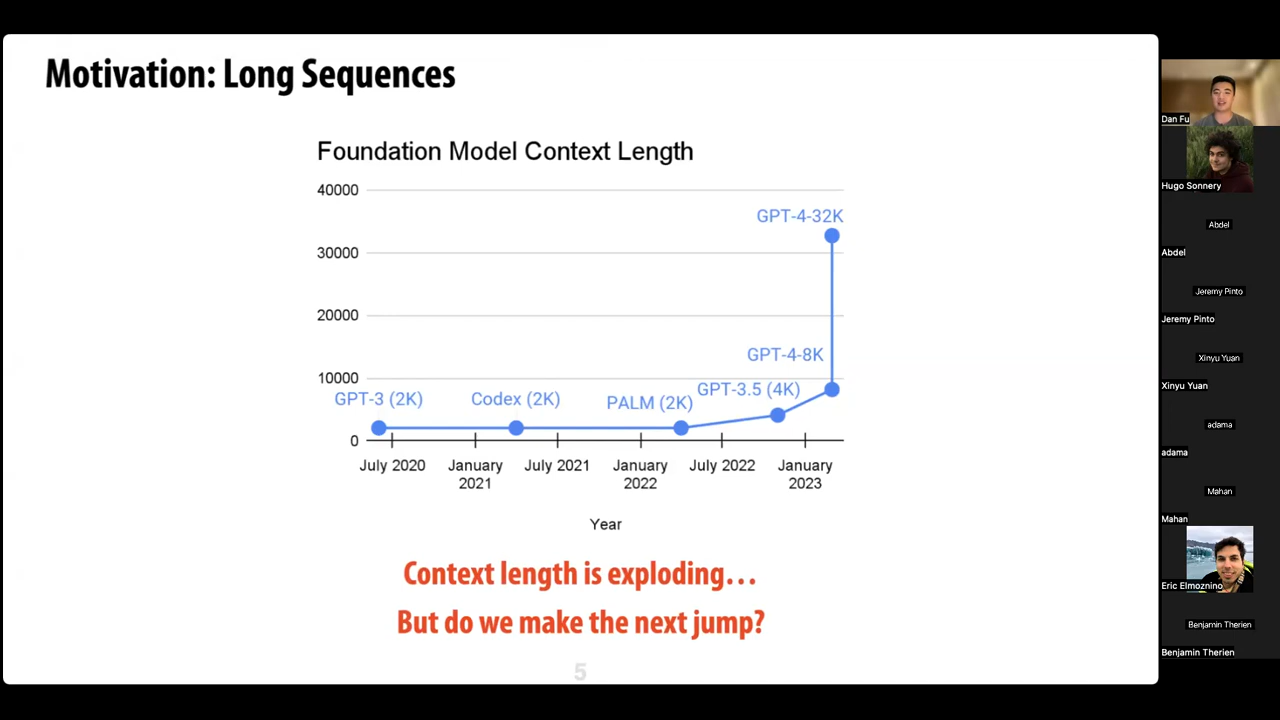 Motivation: Long Sequences
Foundation Model Context Length
40000
30000
20000
10000
0
GPT-4-32K
GPT-4-8K
GPT-3.5 (4K)
GPT-3 (2K)
Codex (2K)
PALM (2K)
July 2020
January
2021
July 2021
January
2022
July 2022
January
2023
Year
Context length is exploding…
But do we make the next jump?
5
Dan Fu
Hugo Sonnery
Abdel
Abdel
Jeremy Pinto
Jeremy Pinto
Xinyu Yuan
Xinyu Yuan
adama
adama
Mahan
Mahan
Eric Elmoznino
Benjamin Therien
Benjamin Therien